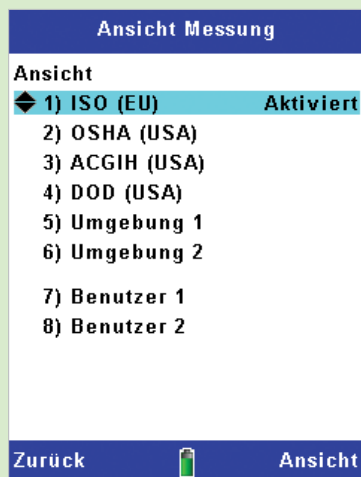 Ansicht Messung
Ansicht
1) ISO (EU) Aktiviert
2) OSHA (USA)
3) ACGIH (USA)
4) DOD (USA)
5) Umgebung 1
6) Umgebung 2
7) Benutzer 1
8) Benutzer 2
Zurück Ansicht